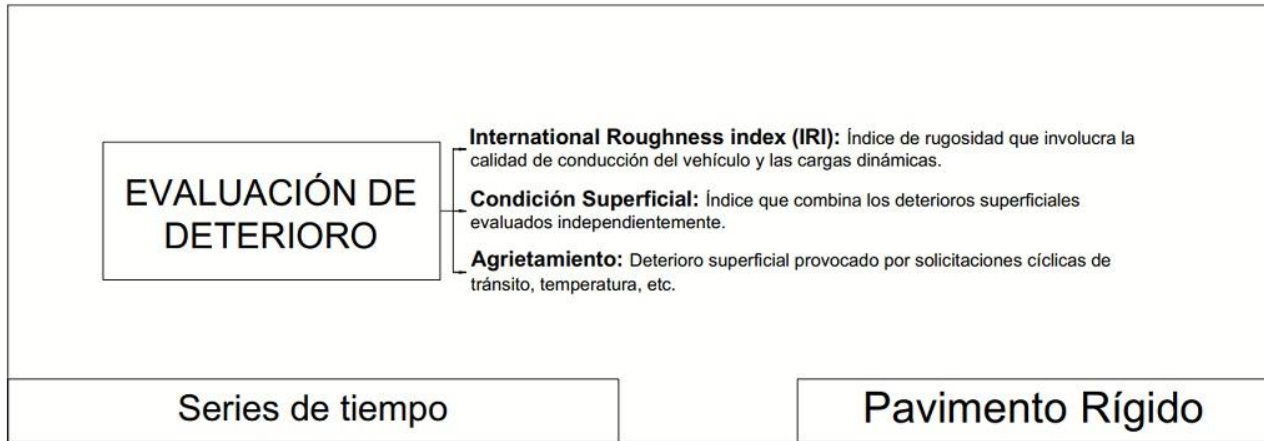 EVALUACIÓN DE
DETERIORO
International Roughness index (IRI): Índice de rugosidad que involucra la
calidad de conducción del vehículo y las cargas dinámicas.
Condición Superficial: Índice que combina los deterioros superficiales
evaluados independientemente.
Agrietamiento: Deterioro superficial provocado por solicitaciones cíclicas de
tránsito, temperatura, etc.
Series de tiempo
Pavimento Rígido